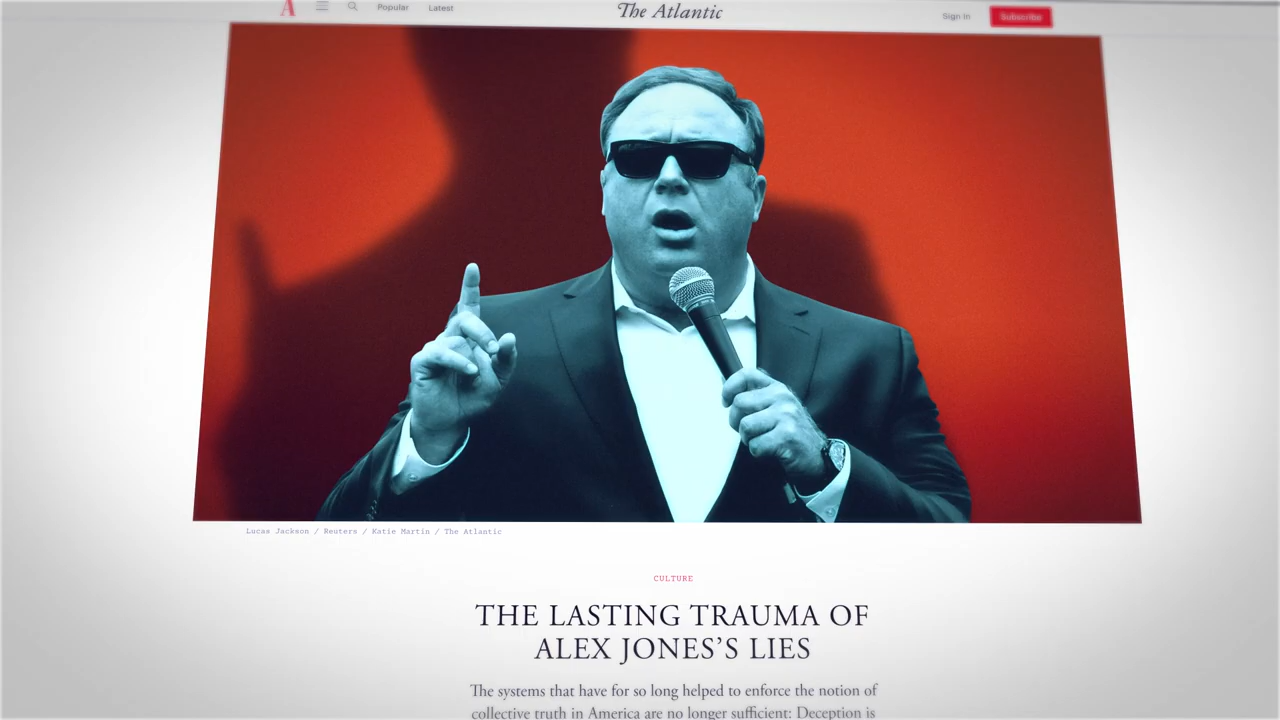 A Popular Latest The Atlantic Sign In Subscribe
Lucas Jackson / Reuters / Katie Martin / The Atlantic
CULTURE
THE LASTING TRAUMA OF
ALEX JONES'S LIES
The systems that have for so long helped to enforce the notion of
collective truth in America are no longer sufficient: Deception is